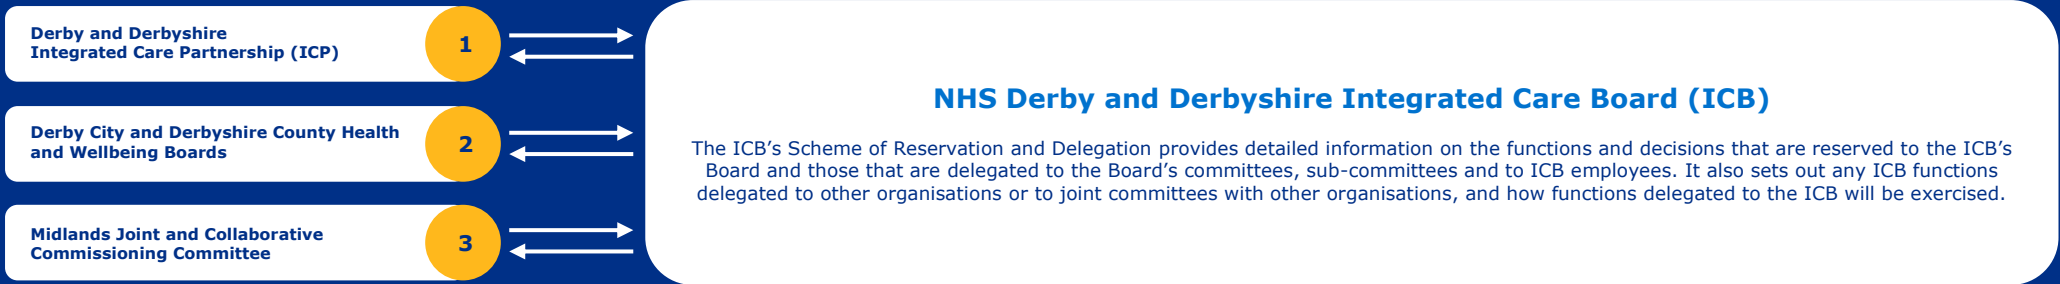 Derby and Derbyshire
Integrated Care Partnership (ICP)
1
Derby City and Derbyshire County Health
and Wellbeing Boards
2
Midlands Joint and Collaborative
Commissioning Committee
3
NHS Derby and Derbyshire Integrated Care Board (ICB)
The ICB’s Scheme of Reservation and Delegation provides detailed information on the functions and decisions that are reserved to the ICB’s
Board and those that are delegated to the Board’s committees, sub-committees and to ICB employees. It also sets out any ICB functions
delegated to other organisations or to joint committees with other organisations, and how functions delegated to the ICB will be exercised.